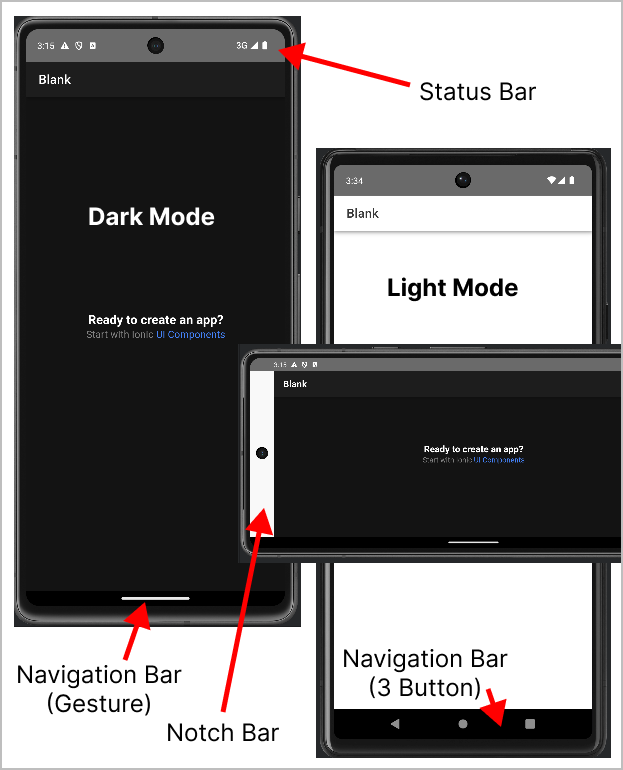 3:15
3G
Blank
Status Bar
Dark Mode
Ready to create an app?
Start with Ionic UI Components
3:34
Blank
Light Mode
3:15
Blank
Ready to create an app?
Start with Ionic UI Components
Navigation Bar
(Gesture)
Notch Bar
Navigation Bar
(3 Button)